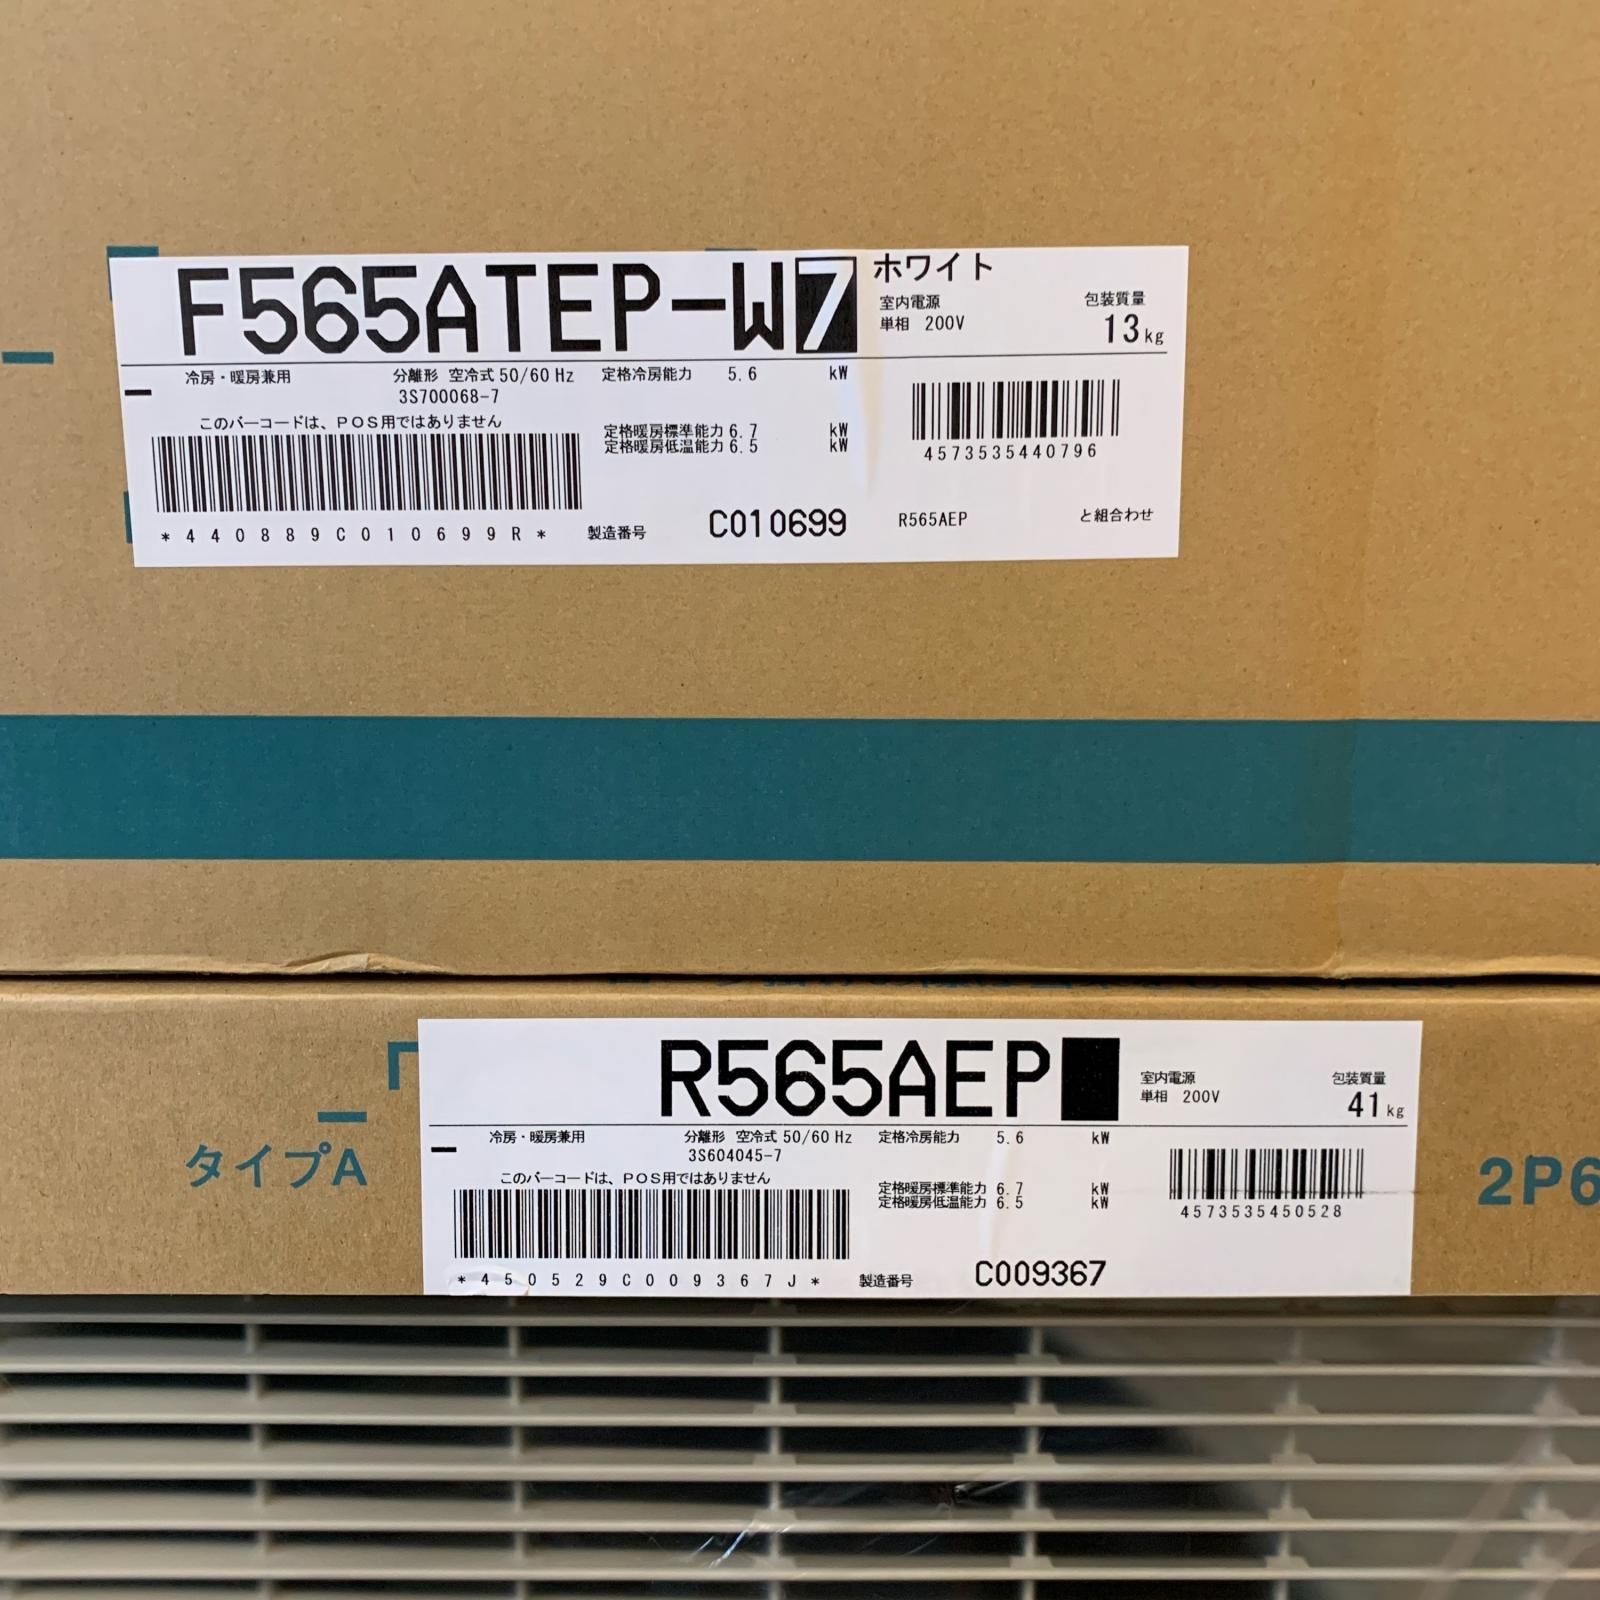 F565ATEP-W7 ホワイト
室内電源
単相 200V
包装質量
13kg
冷房・暖房兼用
分離形 空冷式 50/60Hz
3S700068-7
定格冷房能力 5.6 kW
このバーコードは、POS用ではありません
定格暖房標準能力 6.7 kW
定格暖房低温能力 6.5 kW
4573535440796
*440889C010699R*
製造番号 C010699
R565AEP と組合わせ
R565AEP
室内電源
単相 200V
包装質量
41kg
冷房・暖房兼用
分離形 空冷式 50/60Hz
3S604045-7
定格冷房能力 5.6 kW
このバーコードは、POS用ではありません
定格暖房標準能力 6.7 kW
定格暖房低温能力 6.5 kW
4573535450528
*450529C009367J*
製造番号 C009367
タイプA
2P6